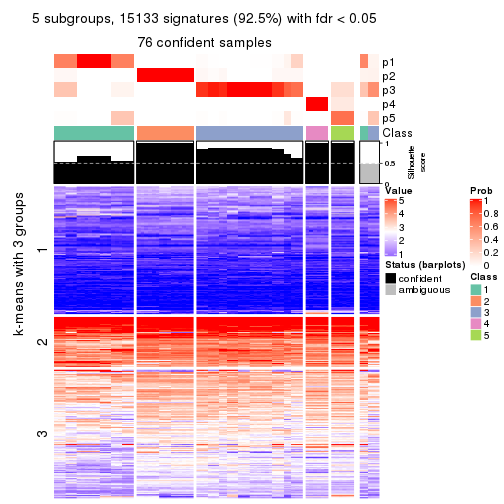 5 subgroups, 15133 signatures (92.5%) with fdr < 0.05
76 confident samples
p1
p2
p3
p4
p5
Class
1
0.5
0
Silhouette
score
k-means with 3 groups
1
2
3
Value
5
4
3
2
1
Status (barplots)
confident
ambiguous
Prob
1
0.8
0.6
0.4
0.2
0
Class
1
2
3
4
5